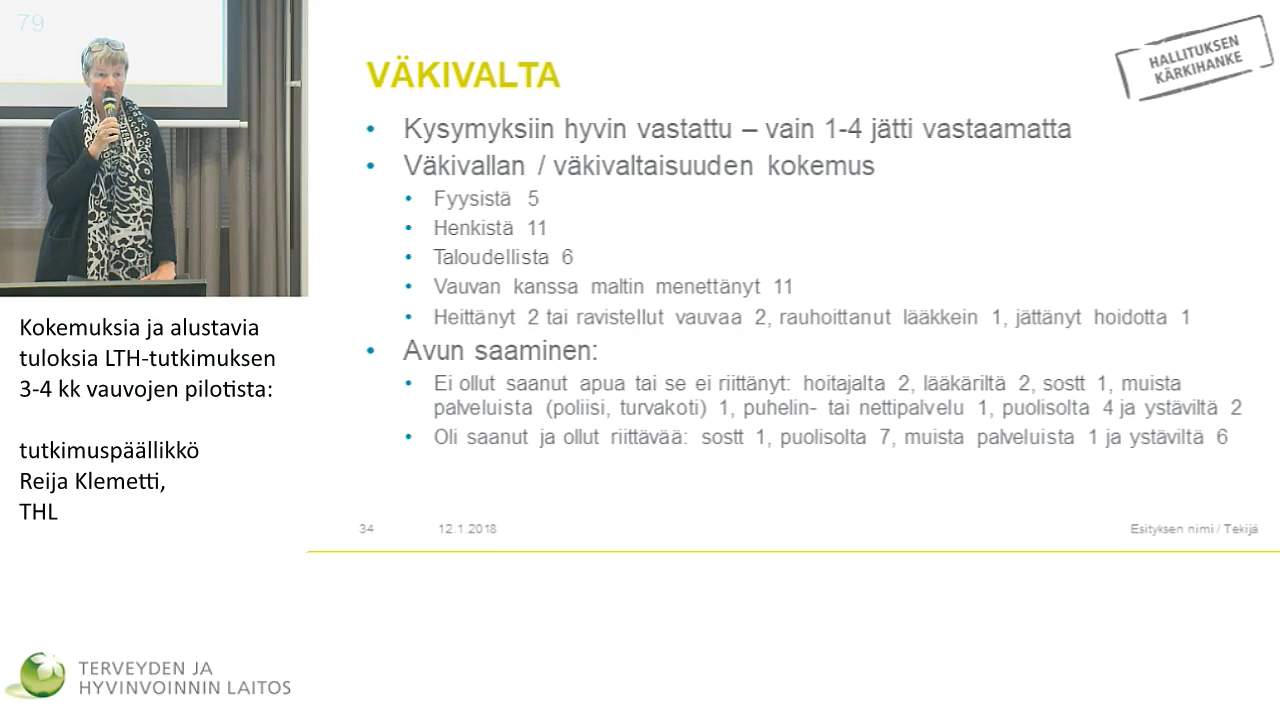 79
Kokemuksia ja alustavia
tuloksia LTH-tutkimuksen
3-4 kk vauvojen pilotista:
tutkimuspäällikkö
Reija Klemetti,
THL
TERVEYDEN JA
HYVINVOINNIN LAITOS
HALLITUKSEN
KÄRKIHANKE
VÄKIVALTA
• Kysymyksiin hyvin vastattu – vain 1-4 jätti vastaamatta
• Väkivallan / väkivaltaisuuden kokemus
• Fyysistä 5
• Henkistä 11
• Taloudellista 6
• Vauvan kanssa maltin menettänyt 11
• Heittänyt 2 tai ravistellut vauvaa 2, rauhoittanut lääkkein 1, jättänyt hoidotta 1
• Avun saaminen:
• Ei ollut saanut apua tai se ei riittänyt: hoitajalta 2, lääkäriltä 2, sostt 1, muista
palveluista (poliisi, turvakoti) 1, puhelin- tai nettipalvelu 1, puolisolta 4 ja ystäviltä 2
• Oli saanut ja ollut riittävää: sostt 1, puolisolta 7, muista palveluista 1 ja ystäviltä 6
34 12.1.2018 Esityksen nimi / Tekijä